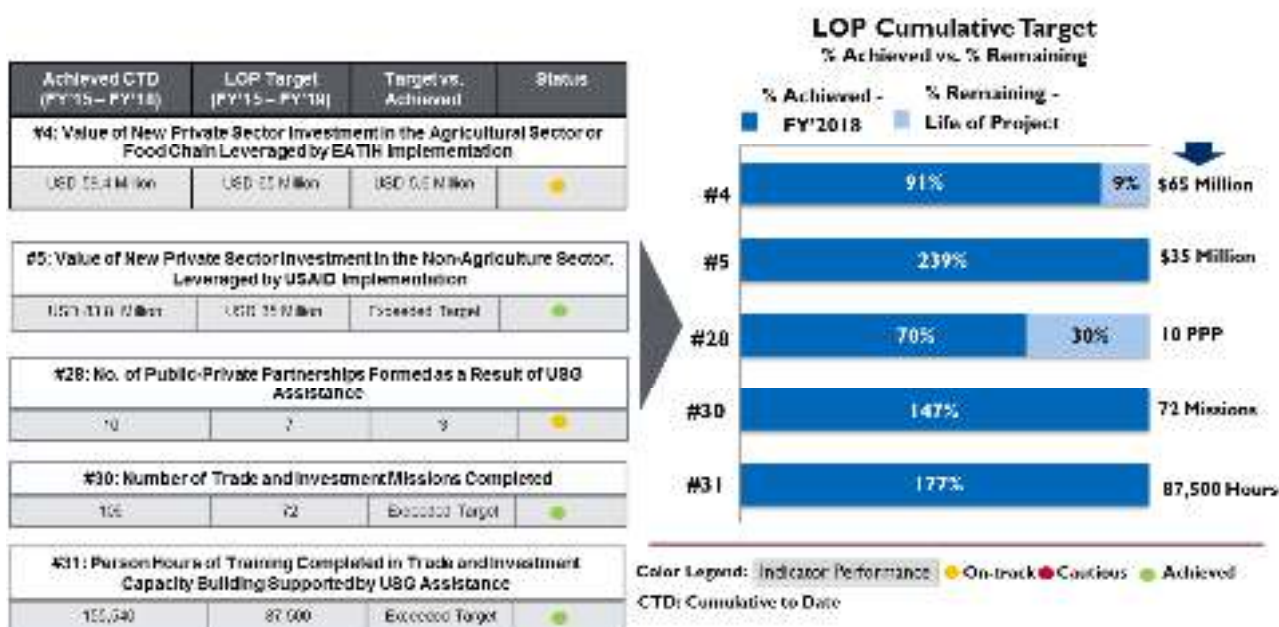 LOP Cumulative Target
% Achieved vs. % Remaining
Achieved CTD (FY'15 – FY'18) LOP Target (FY'15 – FY'19) Target vs. Achieved Status
#4: Value of New Private Sector Investment in the Agricultural Sector or
Food Chain Leveraged by EATIH Implementation
Million USD Million USD Million
#5: Value of New Private Sector Investment in the Non-Agriculture Sector,
Leveraged by USAID Implementation
Million USD 35 Million Exceeded Target
#28: No. of Public-Private Partnerships Formed as a Result of USG
Assistance
10 7 3
#30: Number of Trade and Investment Missions Completed
72 Exceeded Target
#31: Person Hours of Training Completed in Trade and Investment
Capacity Building Supported by USG Assistance
87,500 Exceeded Target
% Achieved - % Remaining -
FY'2018 Life of Project
#4 91% 9% $65 Million
#5 239% $35 Million
#28 70% 30% 10 PPP
#30 147% 72 Missions
#31 177% 87,500 Hours
Color Legend: Indicator Performance On-track Cautious Achieved
CTD: Cumulative to Date